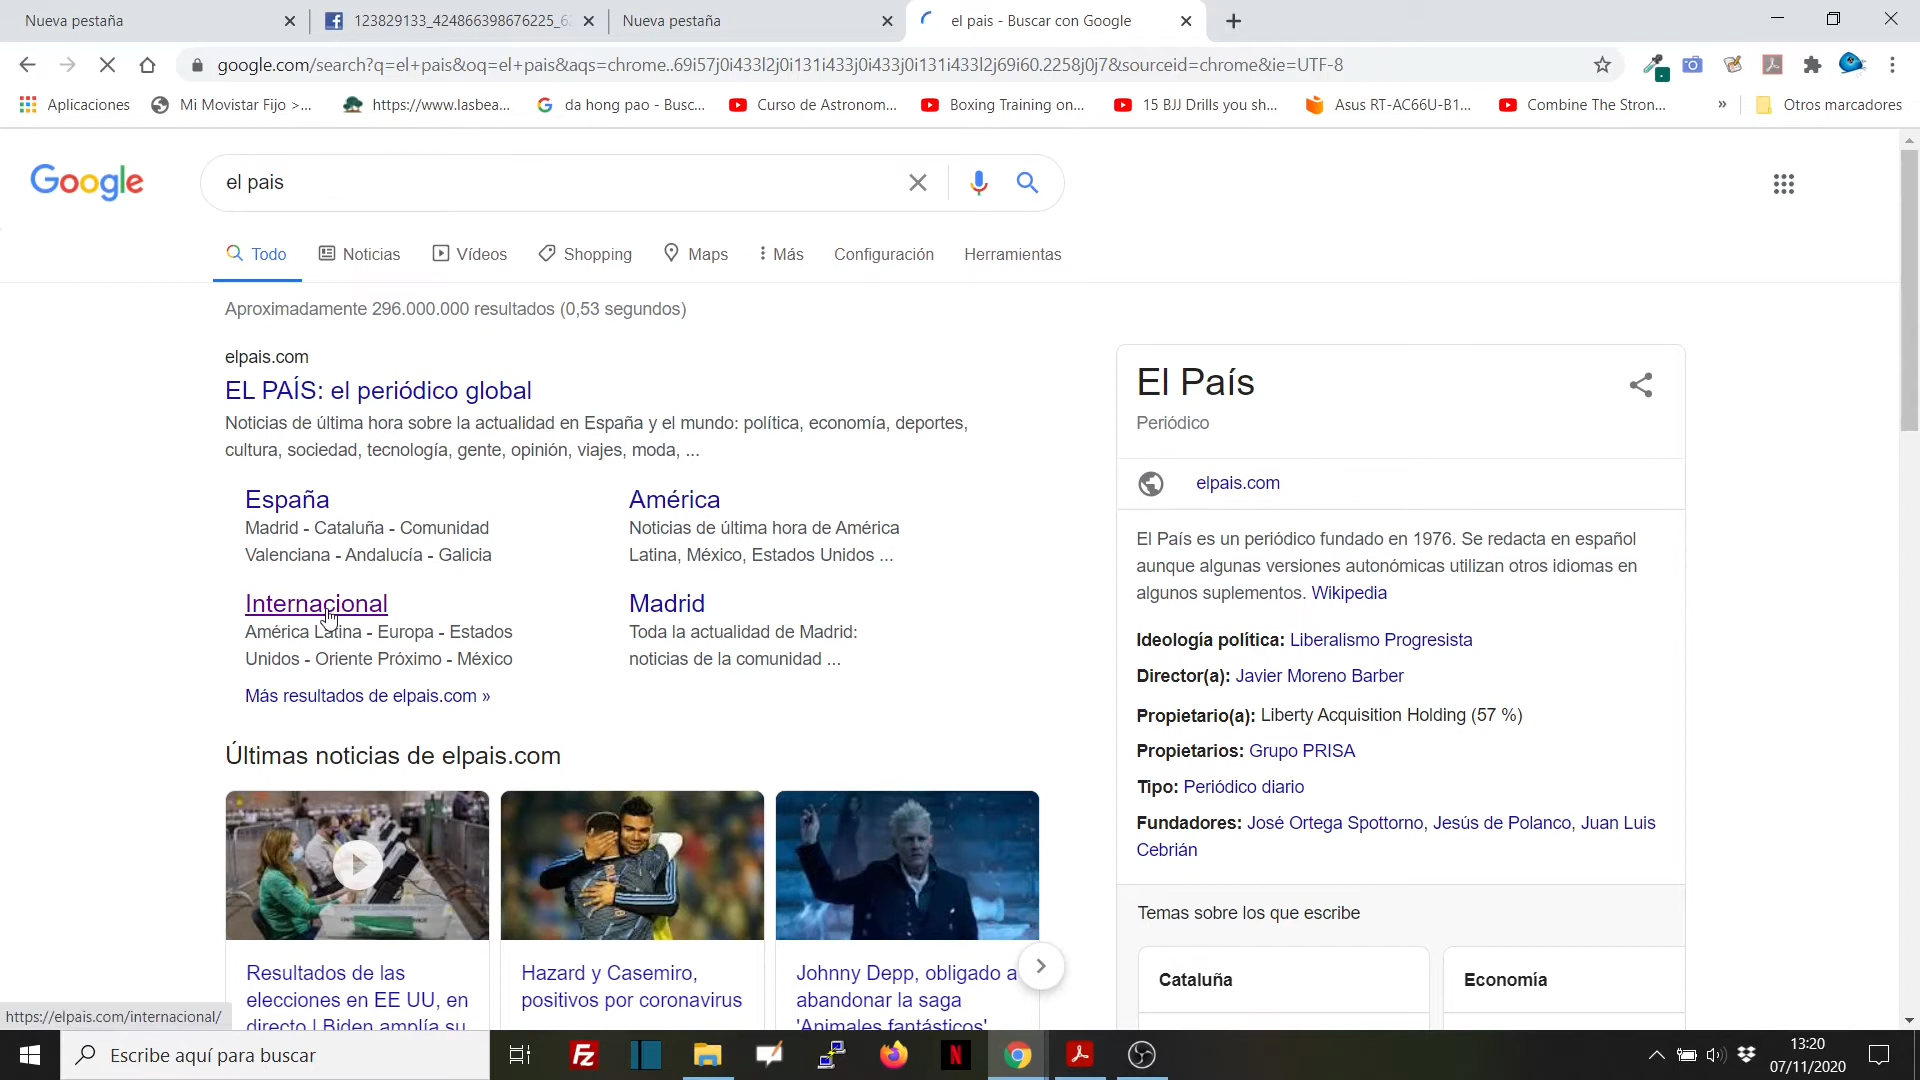 Nueva pestaña
123829133_424866398676225_6
Nueva pestaña
el pais - Buscar con Google
google.com/search?q=el+pais&oq=el+pais&aqs=chrome..69i57j0i433l2j0i131i433j0i433j0i131i433l2j69i60.2258j0j7&sourceid=chrome&ie=UTF-8
Aplicaciones
Mi Movistar Fijo >...
https://www.lasbea...
da hong pao - Busc...
Curso de Astronom...
Boxing Training on...
15 BJJ Drills you sh...
Asus RT-AC66U-B1...
Combine The Stron...
»
Otros marcadores
Google
el pais
Todo
Noticias
Vídeos
Shopping
Maps
Más
Configuración
Herramientas
Aproximadamente 296.000.000 resultados (0,53 segundos)
elpais.com
EL PAÍS: el periódico global
Noticias de última hora sobre la actualidad en España y el mundo: política, economía, deportes,
cultura, sociedad, tecnología, gente, opinión, viajes, moda, ...
España
Madrid - Cataluña - Comunidad
Valenciana - Andalucía - Galicia
América
Noticias de última hora de América
Latina, México, Estados Unidos ...
Internacional
América Latina - Europa - Estados
Unidos - Oriente Próximo - México
Madrid
Toda la actualidad de Madrid:
noticias de la comunidad ...
Más resultados de elpais.com »
Últimas noticias de elpais.com
Resultados de las
elecciones en EE UU, en
directo | Biden amplía su
Hazard y Casemiro,
positivos por coronavirus
Johnny Depp, obligado a
abandonar la saga
'Animales fantásticos'
El País
Periódico
elpais.com
El País es un periódico fundado en 1976. Se redacta en español
aunque algunas versiones autonómicas utilizan otros idiomas en
algunos suplementos. Wikipedia
Ideología política: Liberalismo Progresista
Director(a): Javier Moreno Barber
Propietario(a): Liberty Acquisition Holding (57 %)
Propietarios: Grupo PRISA
Tipo: Periódico diario
Fundadores: José Ortega Spottorno, Jesús de Polanco, Juan Luis
Cebrián
Temas sobre los que escribe
Cataluña
Economía
https://elpais.com/internacional/
Escribe aquí para buscar
Fz
N
13:20
07/11/2020